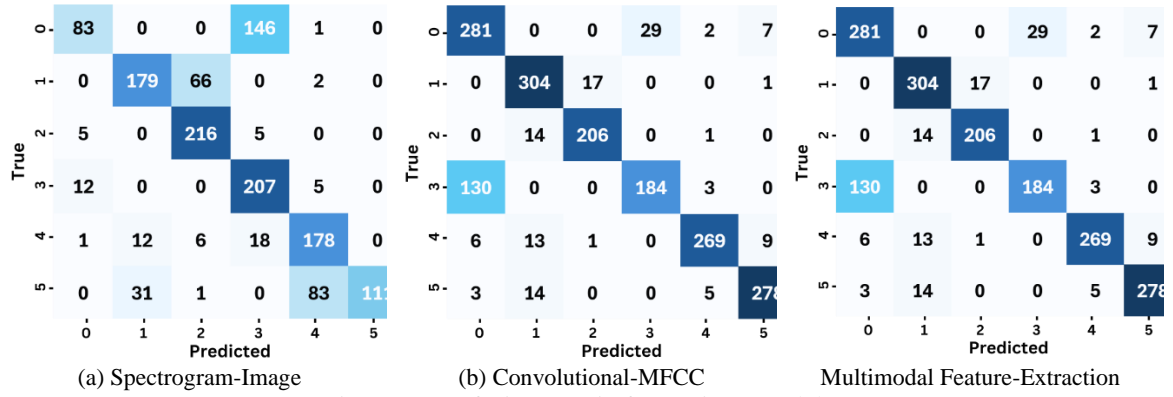 True
0 83 0 0 146 1 0
1 0 179 66 0 2 0
2 5 0 216 5 0 0
3 12 0 0 207 5 0
4 1 12 6 18 178 0
5 0 31 1 0 83 111
0 1 2 3 4 5
Predicted
(a) Spectrogram-Image
True
0 281 0 0 29 2 7
1 0 304 17 0 0 1
2 0 14 206 0 1 0
3 130 0 0 184 3 0
4 6 13 1 0 269 9
5 3 14 0 0 5 278
0 1 2 3 4 5
Predicted
(b) Convolutional-MFCC
True
0 281 0 0 29 2 7
1 0 304 17 0 0 1
2 0 14 206 0 1 0
3 130 0 0 184 3 0
4 6 13 1 0 269 9
5 3 14 0 0 5 278
0 1 2 3 4 5
Predicted
Multimodal Feature-Extraction